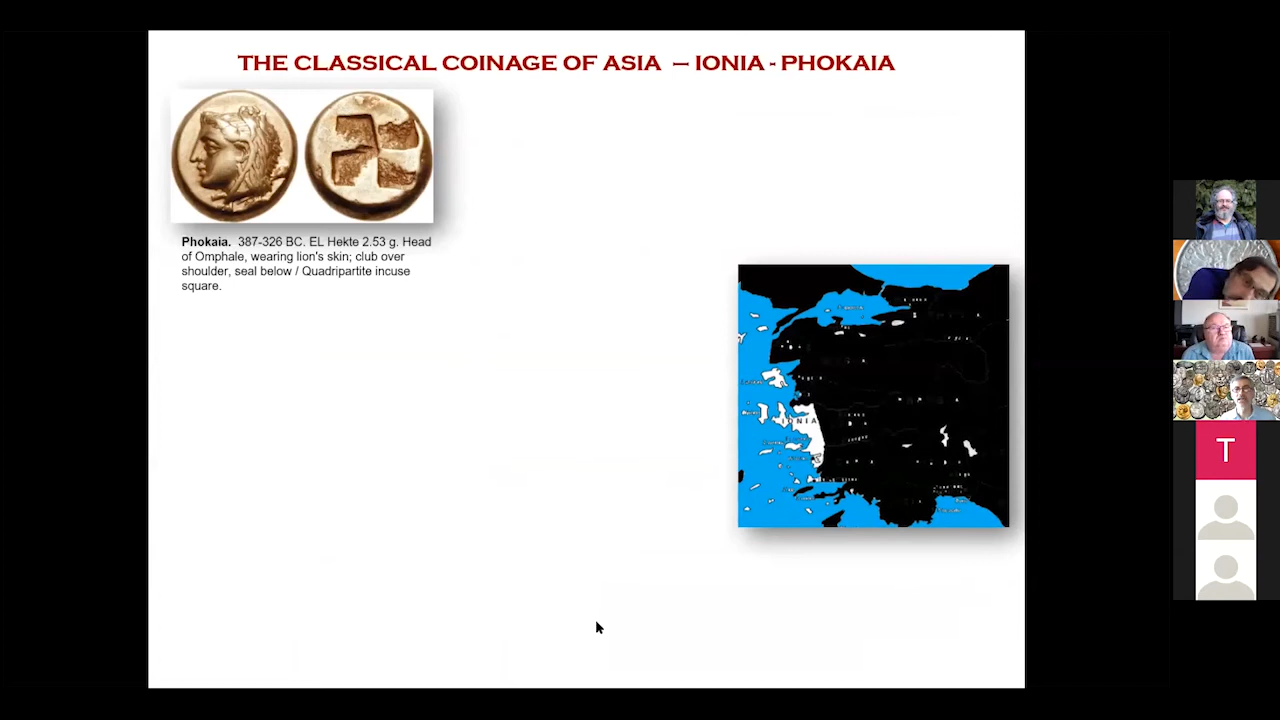 THE CLASSICAL COINAGE OF ASIA – IONIA - PHOKAIA
Phokaia. 387-326 BC. EL Hekte 2.53 g. Head
of Omphale, wearing lion's skin; club over
shoulder, seal below / Quadripartite incuse
square.
IONIA
T